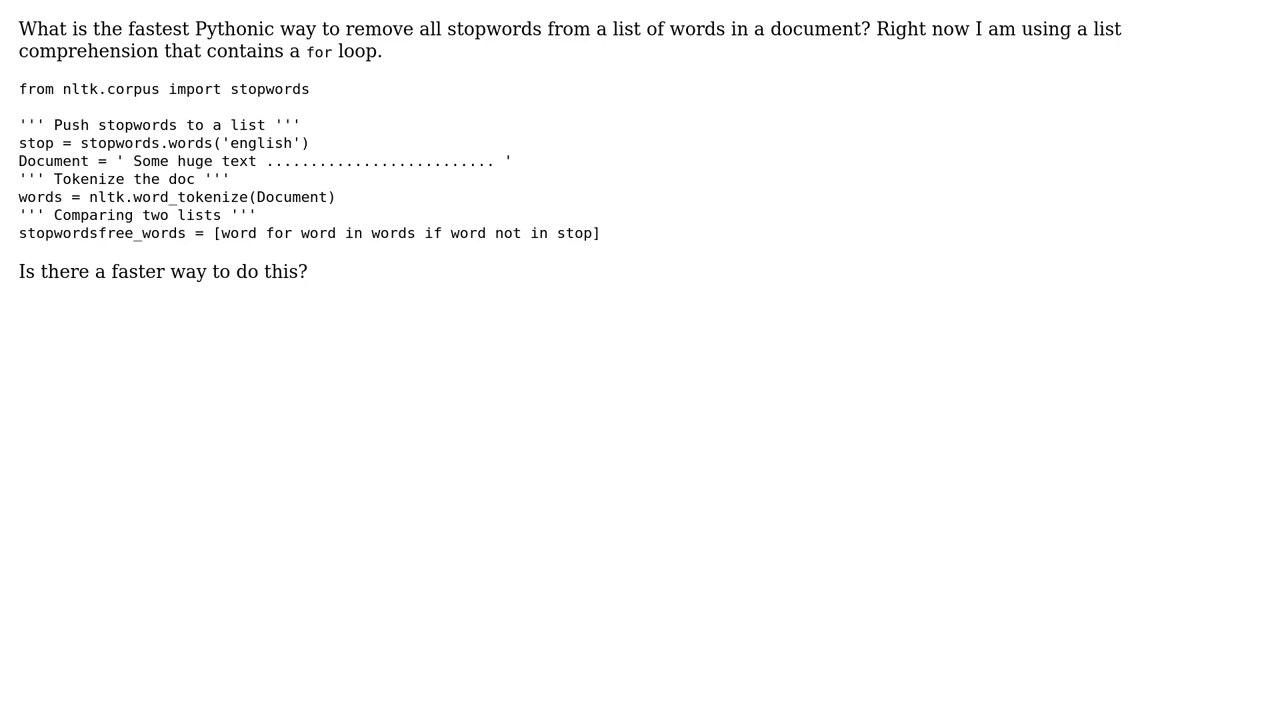 What is the fastest Pythonic way to remove all stopwords from a list of words in a document? Right now I am using a list
comprehension that contains a for loop.
from nltk.corpus import stopwords
''' Push stopwords to a list '''
stop = stopwords.words('english')
Document = ' Some huge text .......................... '
''' Tokenize the doc '''
words = nltk.word_tokenize(Document)
''' Comparing two lists '''
stopwordsfree_words = [word for word in words if word not in stop]
Is there a faster way to do this?